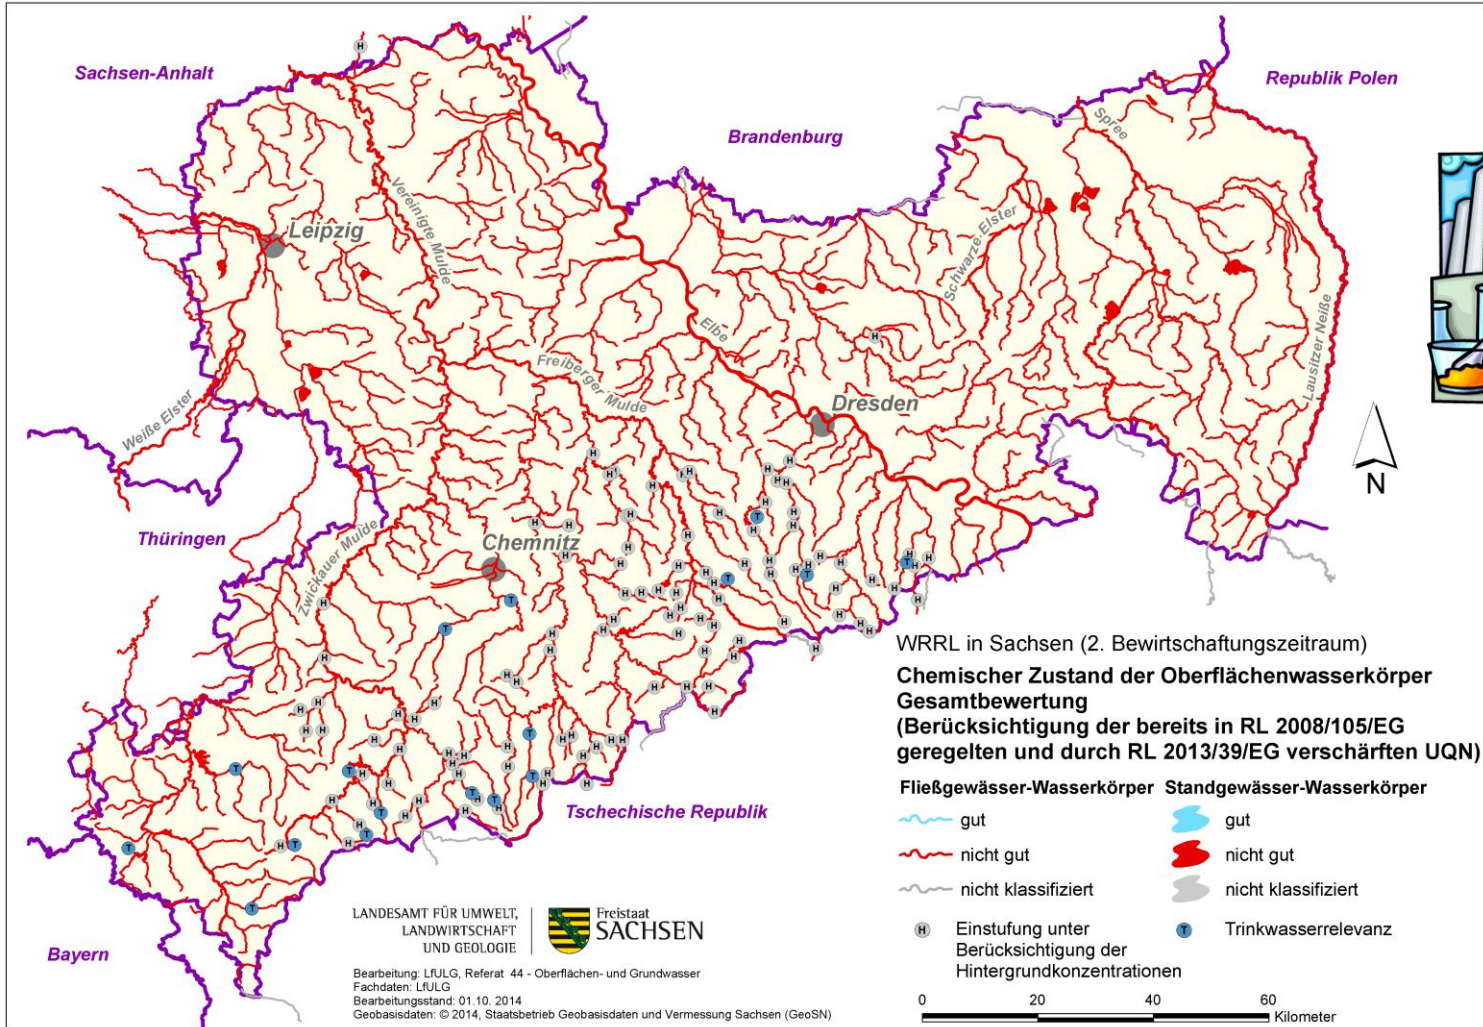 Sachsen-Anhalt
Republik Polen
Brandenburg
Spree
Vereinigte Mulde
Leipzig
Schwarze Elster
Elbe
Lausitzer Neiße
Freiberger Mulde
Weiße Elster
Dresden
N
Thüringen
Zwickauer Mulde
Chemnitz
Tschechische Republik
Bayern
WRRL in Sachsen (2. Bewirtschaftungszeitraum)
Chemischer Zustand der Oberflächenwasserkörper
Gesamtbewertung
(Berücksichtigung der bereits in RL 2008/105/EG
geregelten und durch RL 2013/39/EG verschärften UQN)
Fließgewässer-Wasserkörper Standgewässer-Wasserkörper
gut gut
nicht gut nicht gut
nicht klassifiziert nicht klassifiziert
H Einstufung unter T Trinkwasserrelevanz
Berücksichtigung der
Hintergrundkonzentrationen
0 20 40 60
Kilometer
LANDESAMT FÜR UMWELT,
LANDWIRTSCHAFT
UND GEOLOGIE
Freistaat
SACHSEN
Bearbeitung: LfULG, Referat 44 - Oberflächen- und Grundwasser
Fachdaten: LfULG
Bearbeitungsstand: 01.10. 2014
Geobasisdaten: © 2014, Staatsbetrieb Geobasisdaten und Vermessung Sachsen (GeoSN)